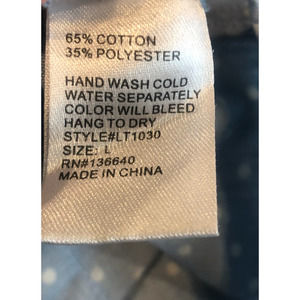 65% COTTON
35% POLYESTER
HAND WASH COLD
WATER SEPARATELY
COLOR WILL BLEED
HANG TO DRY
STYLE#LT1030
SIZE: L
RN#136640
MADE IN CHINA